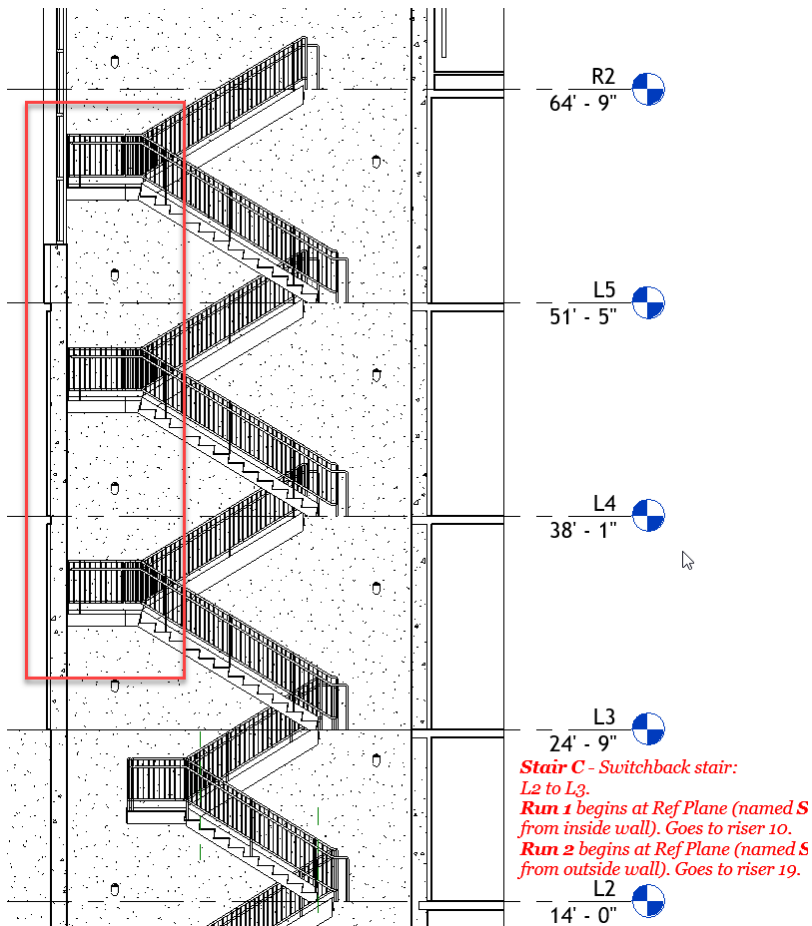 R2
64' - 9"
L5
51' - 5"
L4
38' - 1"
L3
24' - 9"
Stair C - Switchback stair:
L2 to L3.
Run 1 begins at Ref Plane (named S
from inside wall). Goes to riser 10.
Run 2 begins at Ref Plane (named S
from outside wall). Goes to riser 19.
L2
14' - 0"